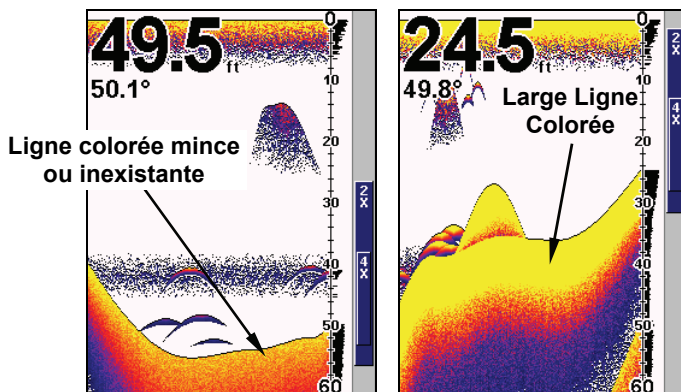 49.5 ft
50.1°
0
10
20
30
40
50
60
2X
4X
Ligne colorée mince
ou inexistante
24.5 ft
49.8°
0
10
20
30
40
50
60
2X
4X
Large Ligne
Colorée